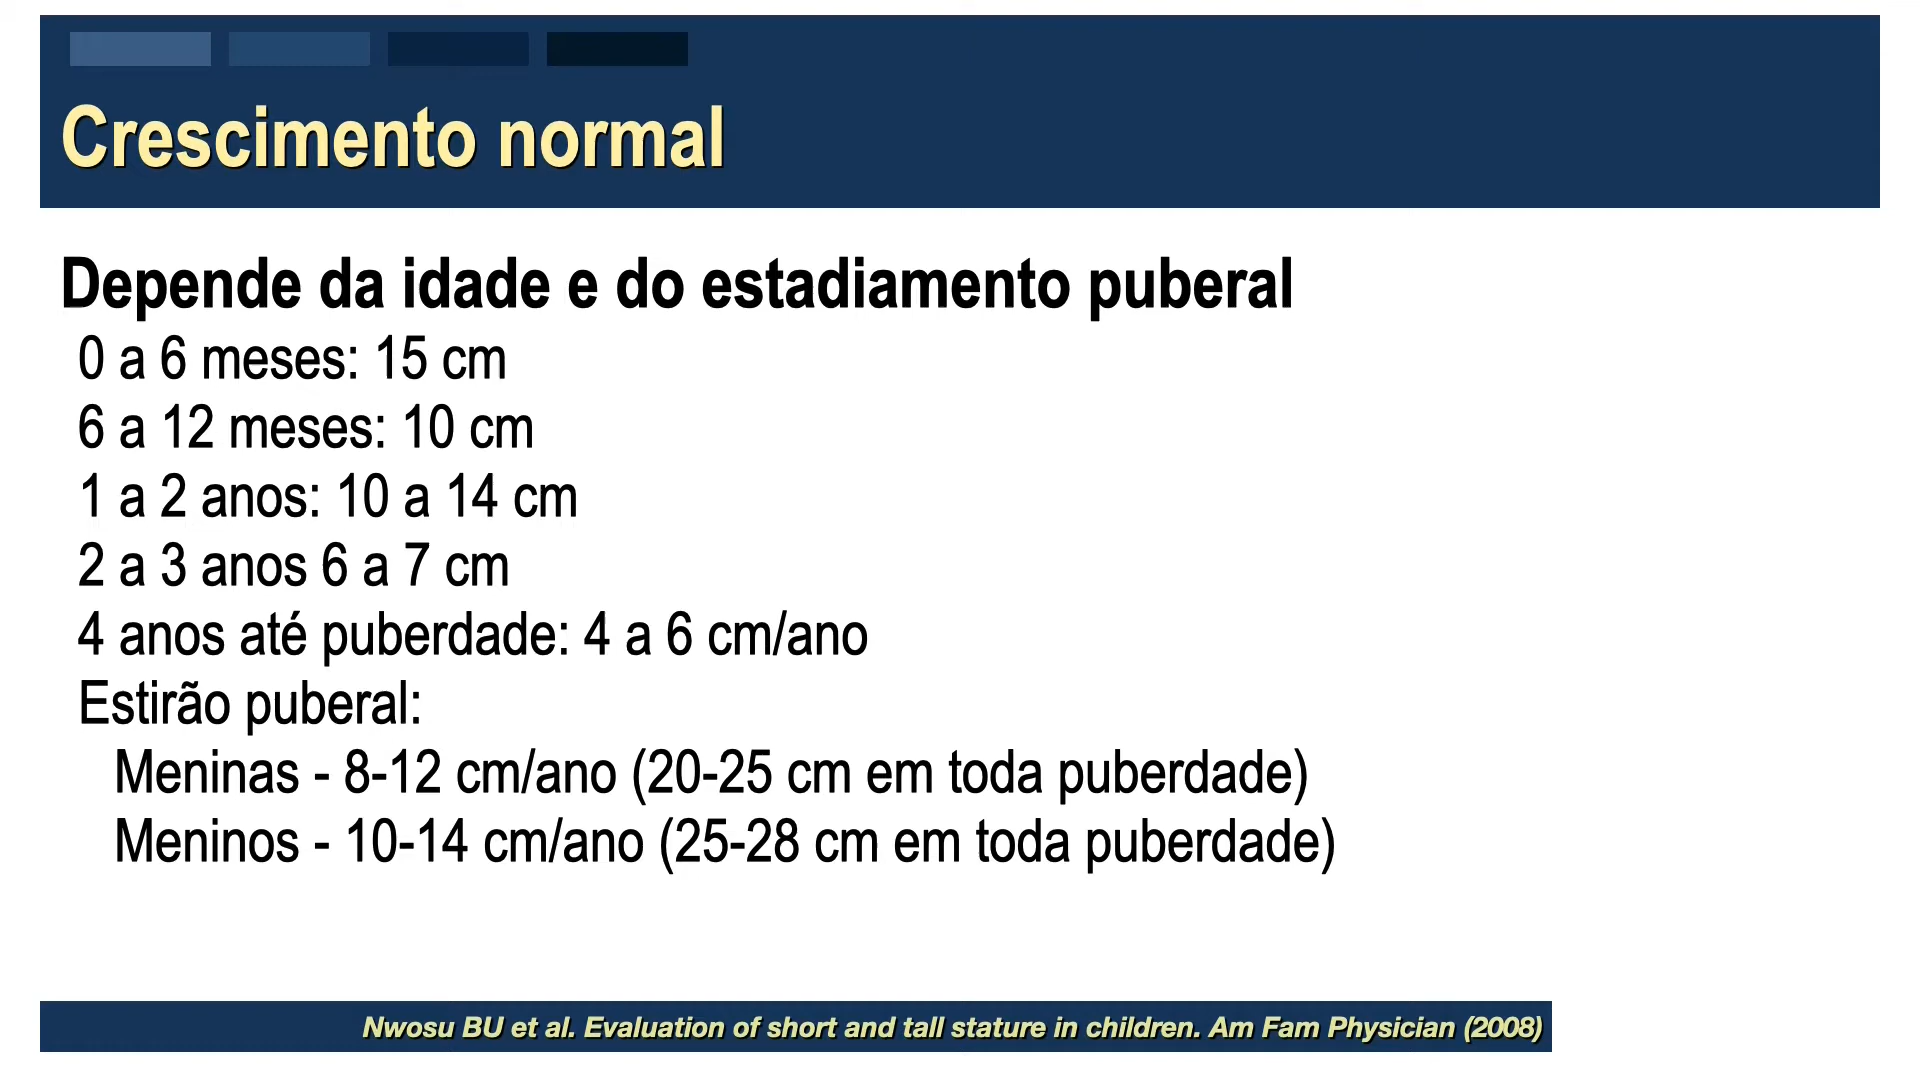 Crescimento normal
Depende da idade e do estadiamento puberal
0 a 6 meses: 15 cm
6 a 12 meses: 10 cm
1 a 2 anos: 10 a 14 cm
2 a 3 anos 6 a 7 cm
4 anos até puberdade: 4 a 6 cm/ano
Estirão puberal:
Meninas - 8-12 cm/ano (20-25 cm em toda puberdade)
Meninos - 10-14 cm/ano (25-28 cm em toda puberdade)
Nwosu BU et al. Evaluation of short and tall stature in children. Am Fam Physician (2008)